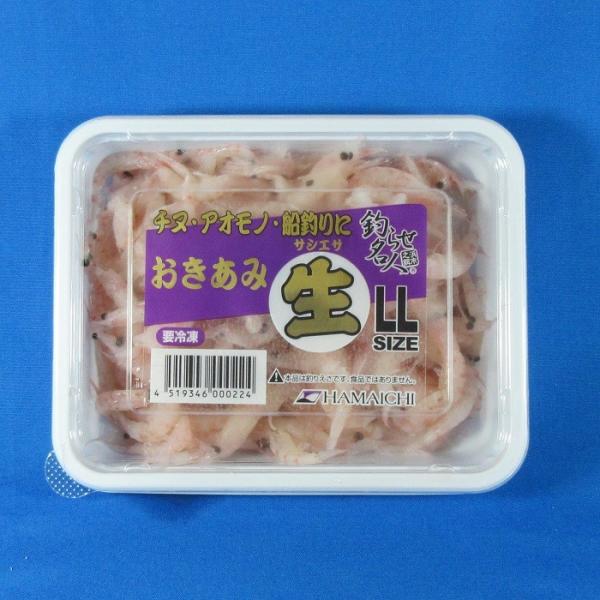 チヌ・アオモノ・船釣りに
サシエサ
おきあみ
生
釣らせ名人
LL
SIZE
要冷凍
4 519346 000224
本品は釣りえさです。食品ではありません。
HAMAICHI